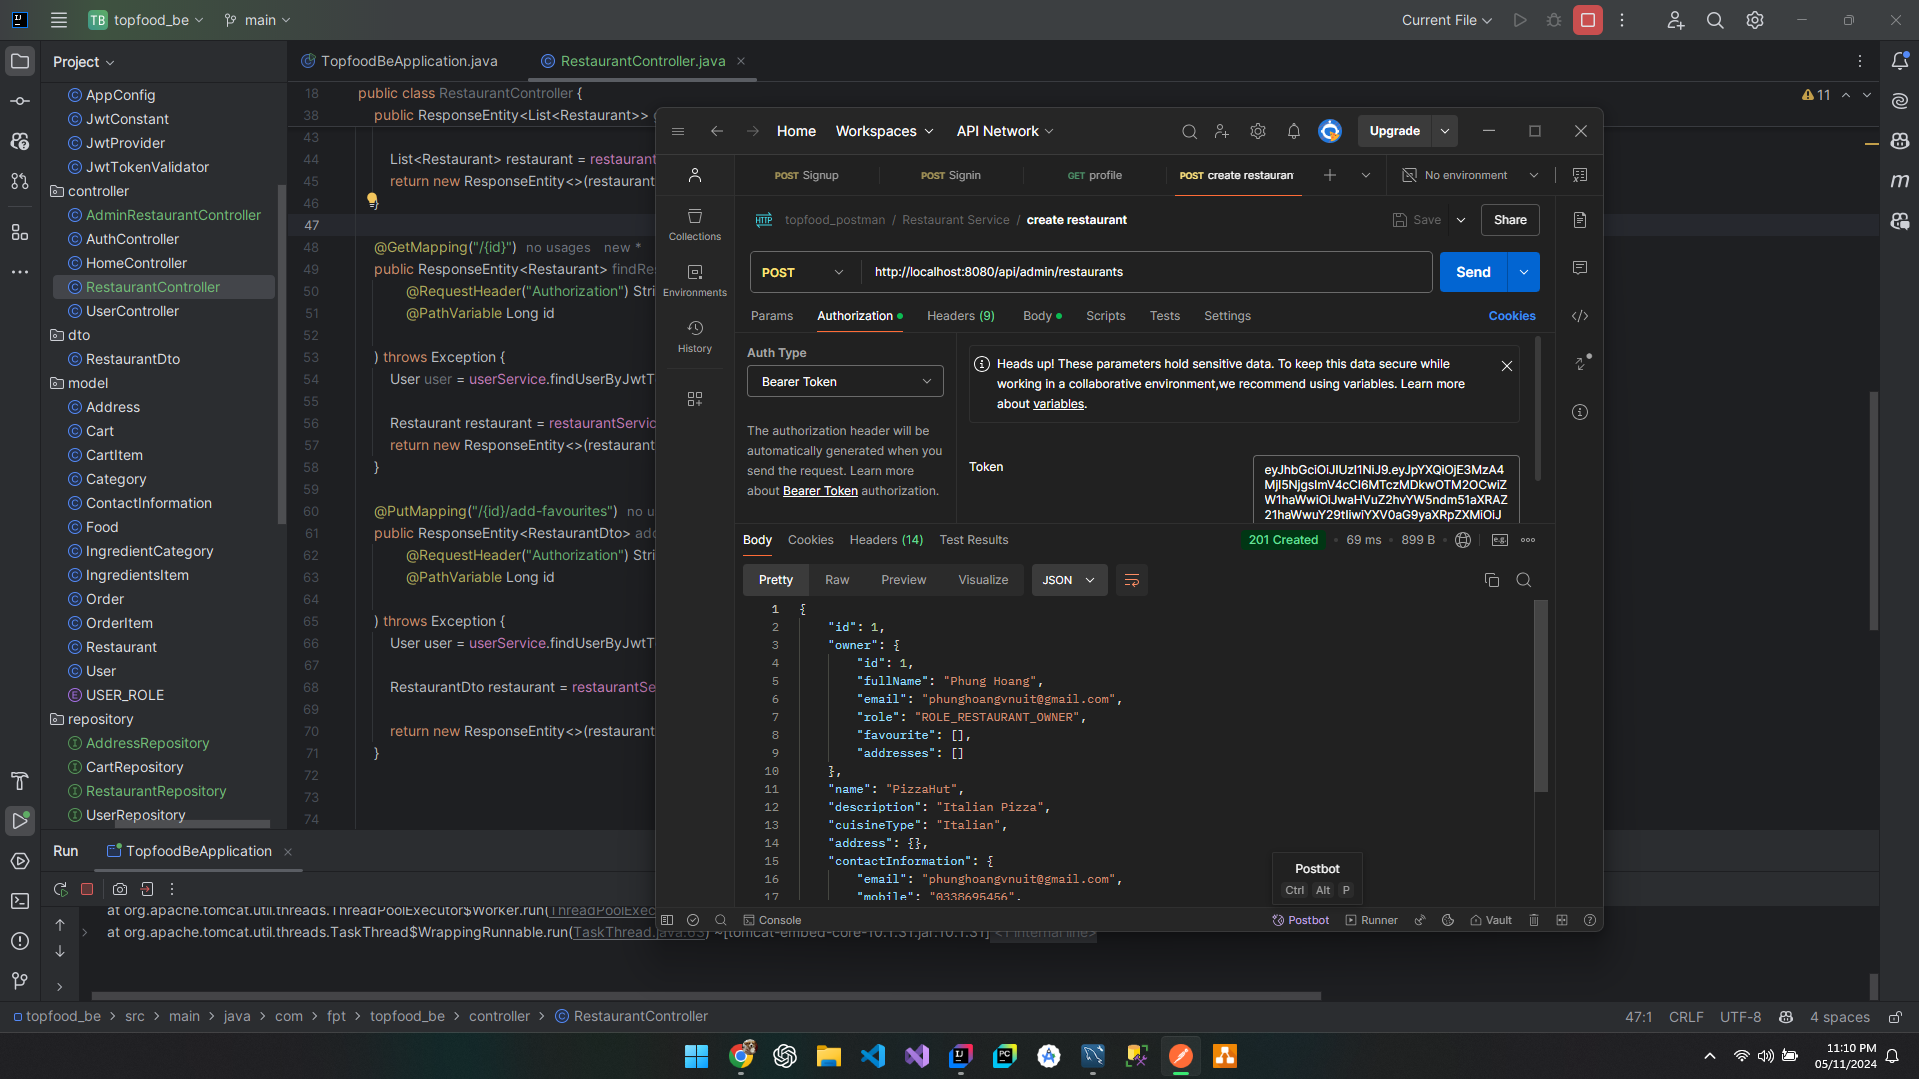 TB topfood_be main Current File
Project
AppConfig
JwtConstant
JwtProvider
JwtTokenValidator
controller
AdminRestaurantController
AuthController
HomeController
RestaurantController
UserController
dto
RestaurantDto
model
Address
Cart
CartItem
Category
ContactInformation
Food
IngredientCategory
IngredientsItem
Order
OrderItem
Restaurant
User
USER_ROLE
repository
AddressRepository
CartRepository
RestaurantRepository
UserRepository
TopfoodBeApplication.java RestaurantController.java
11
18 public class RestaurantController {
38 public ResponseEntity<List<Restaurant>>
43
44 List<Restaurant> restaurant = restaurant
45 return new ResponseEntity<>(restaurant
46 }
47
48 @GetMapping("/{id}") no usages new *
49 public ResponseEntity<Restaurant> findRes
50 @RequestHeader("Authorization") Stri
51 @PathVariable Long id
52
53 ) throws Exception {
54 User user = userService.findUserByJwtT
55
56 Restaurant restaurant = restaurantServic
57 return new ResponseEntity<>(restaurant
58 }
59
60 @PutMapping("/{id}/add-favourites") no u
61 public ResponseEntity<RestaurantDto> add
62 @RequestHeader("Authorization") Stri
63 @PathVariable Long id
64
65 ) throws Exception {
66 User user = userService.findUserByJwtT
67
68 RestaurantDto restaurant = restaurantSe
69
70 return new ResponseEntity<>(restaurant
71 }
72
73
74
Home Workspaces API Network Upgrade
POST Signup POST Signin GET profile POST create restauran No environment
Collections
Environments
History
HTTP topfood_postman / Restaurant Service / create restaurant Save Share
POST http://localhost:8080/api/admin/restaurants Send
Params Authorization Headers (9) Body Scripts Tests Settings Cookies
Auth Type
Bearer Token
The authorization header will be
automatically generated when you
send the request. Learn more
about Bearer Token authorization.
Heads up! These parameters hold sensitive data. To keep this data secure while
working in a collaborative environment,we recommend using variables. Learn more
about variables.
Token
Body Cookies Headers (14) Test Results 201 Created 69 ms 899 B
Pretty Raw Preview Visualize JSON
1 {
2 "id": 1,
3 "owner": {
4 "id": 1,
5 "fullName": "Phung Hoang",
6 "email": "phunghoangvnuit@gmail.com",
7 "role": "ROLE_RESTAURANT_OWNER",
8 "favourite": [],
9 "addresses": []
10 },
11 "name": "PizzaHut",
12 "description": "Italian Pizza",
13 "cuisineType": "Italian",
14 "address": {},
15 "contactInformation": {
16 "email": "phunghoangvnuit@gmail.com",
17 "mobile": "0338695456",
Postbot
Ctrl Alt P
Console Postbot Runner Vault
Run TopfoodBeApplication
at org.apache.tomcat.util.threads.ThreadPoolExecutor$Worker.run(ThreadPoolExec
at org.apache.tomcat.util.threads.TaskThread$WrappingRunnable.run(TaskThread.java:63) ~[tomcat-embed-core-10.1.31.jar:10.1.31] <1 internal line>
topfood_be > src > main > java > com > fpt > topfood_be > controller > RestaurantController 47:1 CRLF UTF-8 4 spaces
11:10 PM
05/11/2024